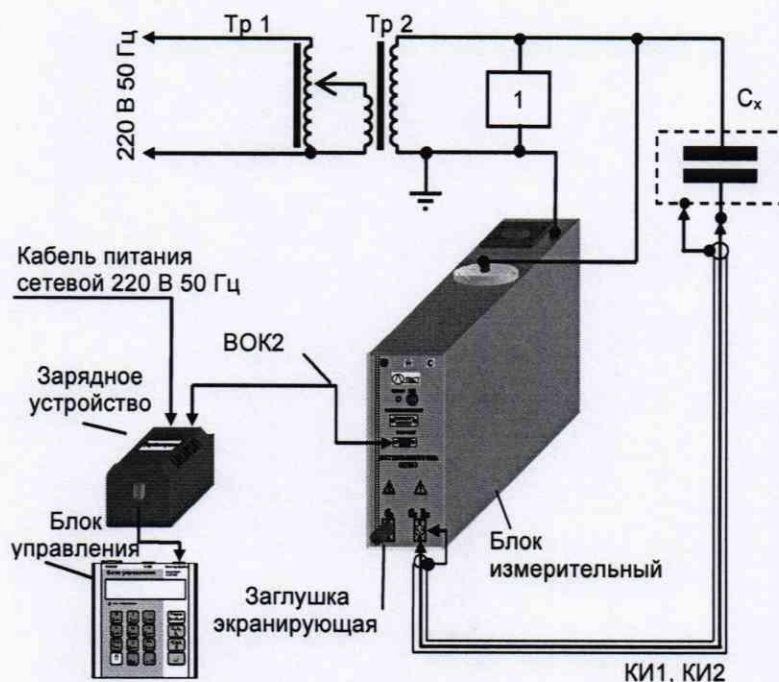 Тр 1
Тр 2
220 В 50 Гц
1
Cₓ
Кабель питания
сетевой 220 В 50 Гц
ВОК2
Зарядное
устройство
Блок
управления
Блок
измерительный
Заглушка
экранирующая
КИ1, КИ2